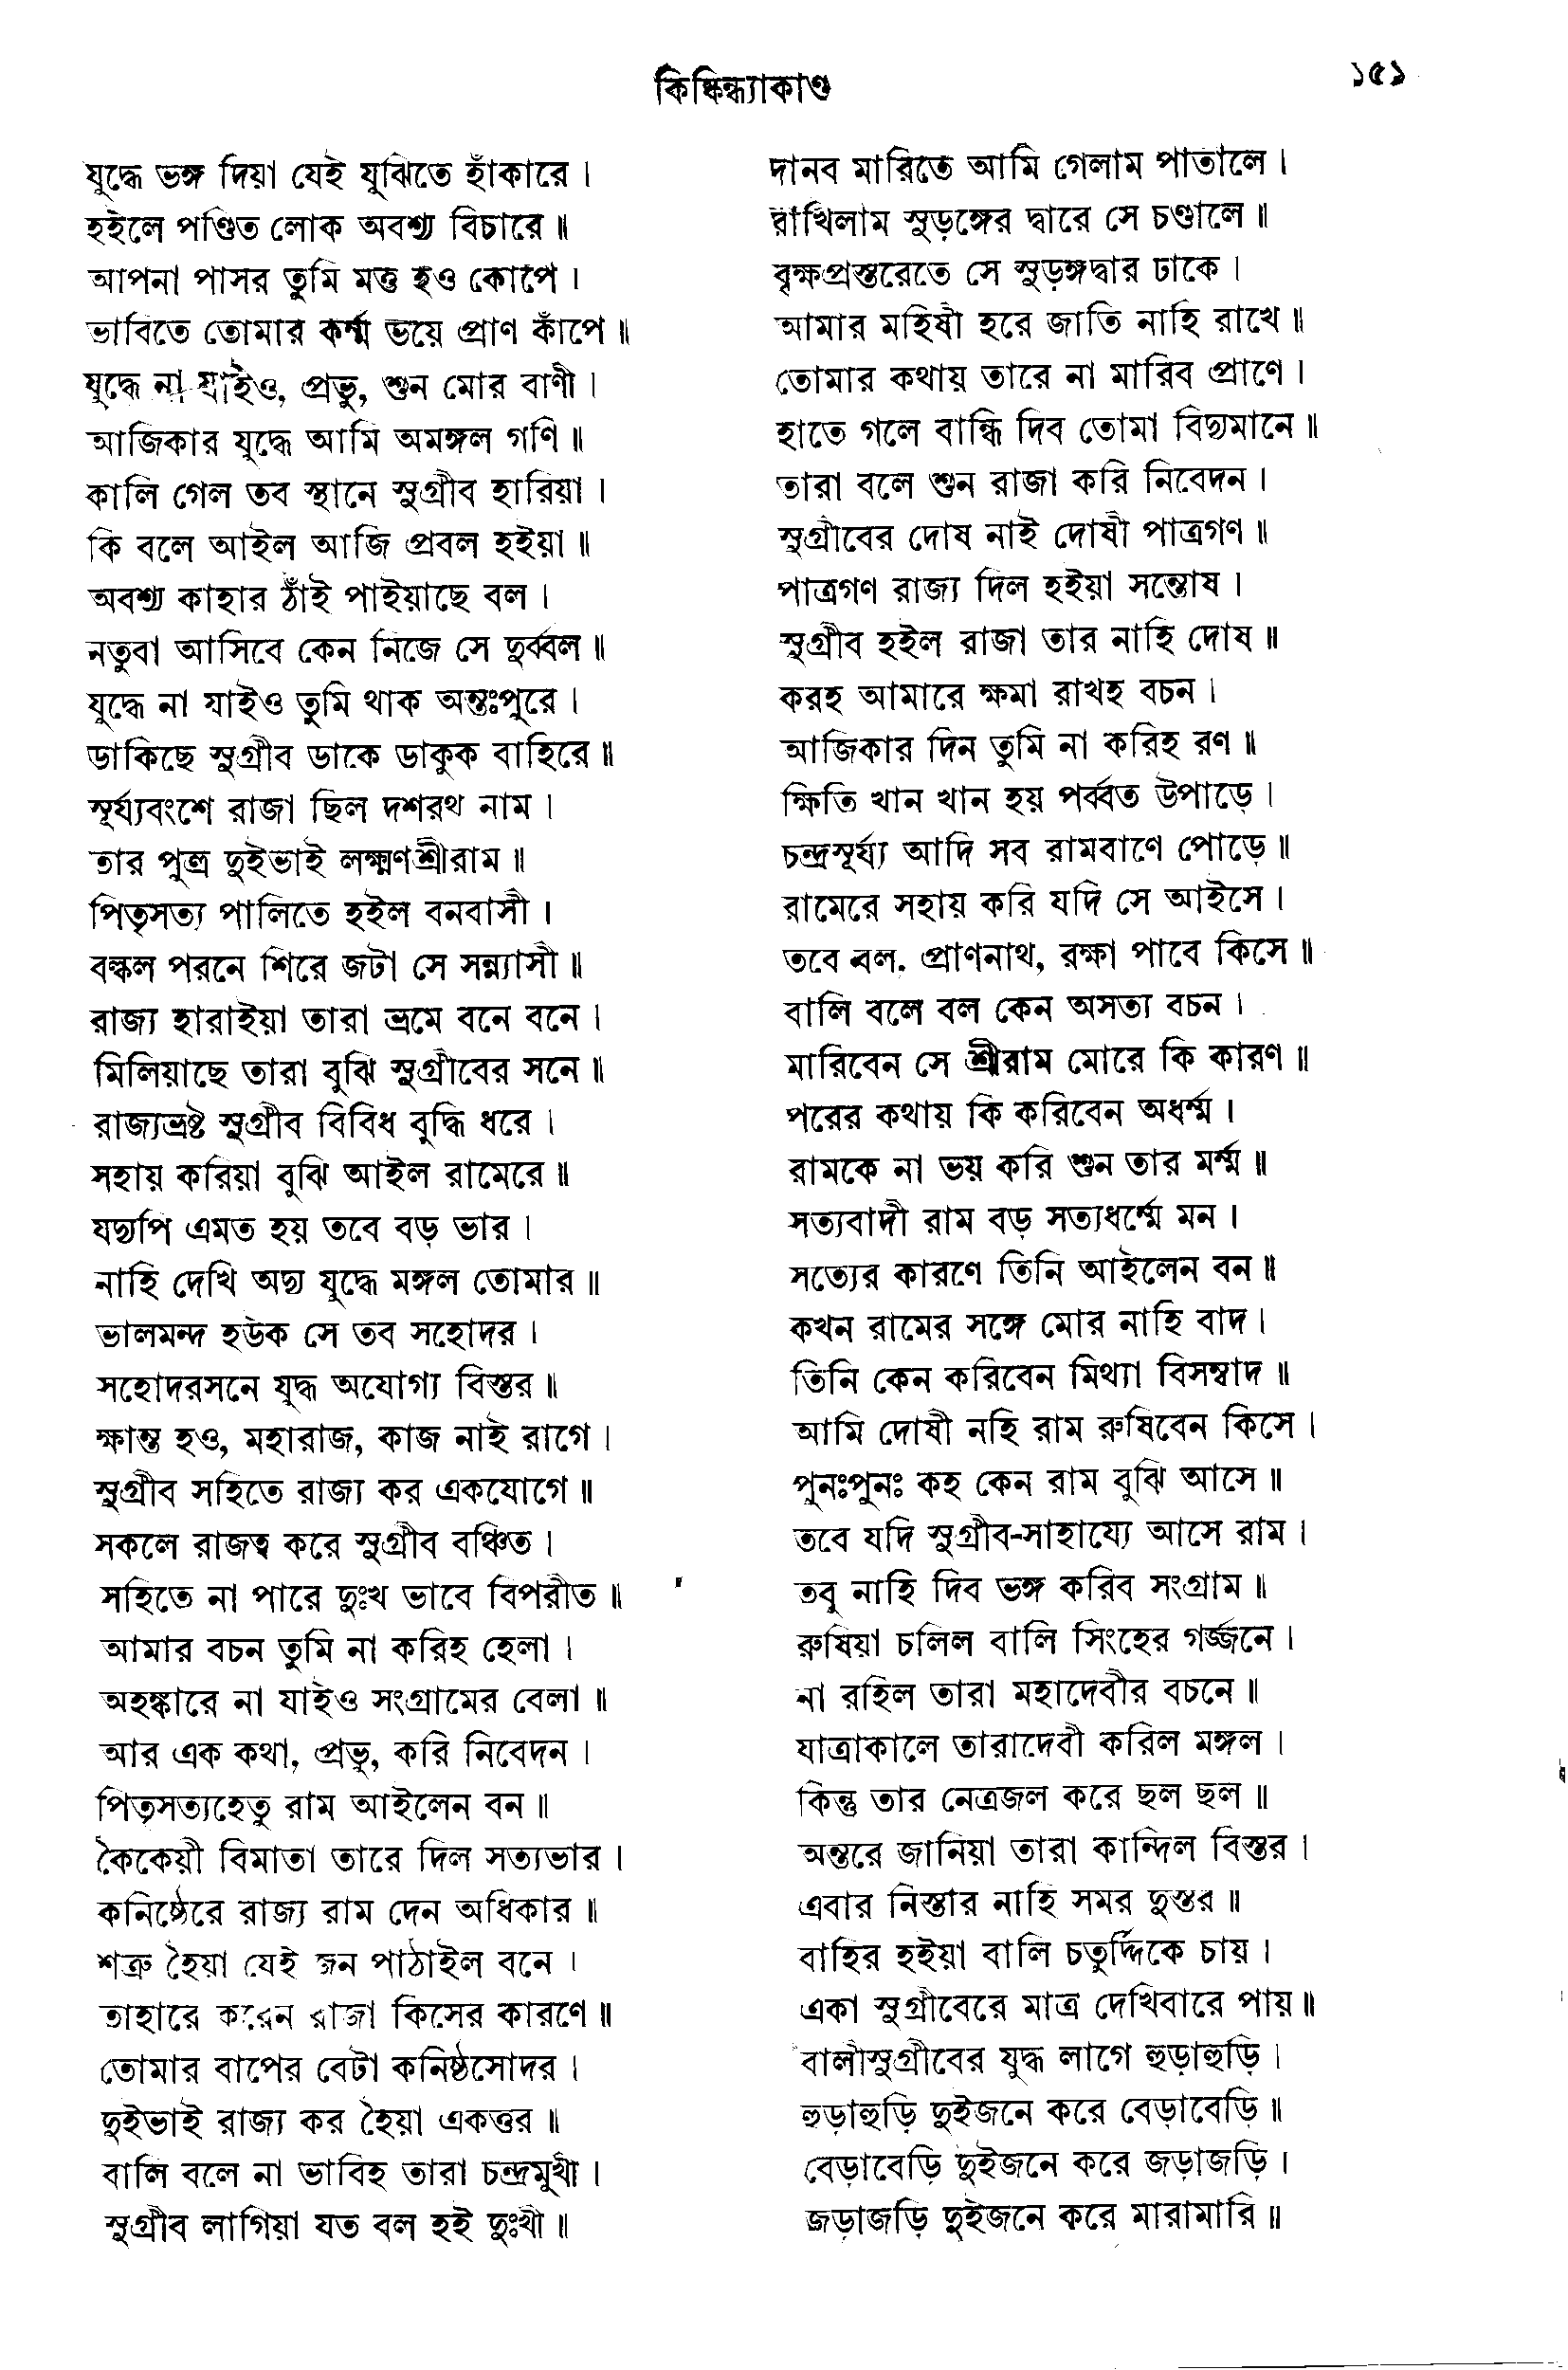 কিষ্কিন্ধ্যাকাণ্ড
১৫১
যুদ্ধে ভঙ্গ দিয়া যেই যুঝিতে হাঁকারে ।
হইলে পণ্ডিত লোক অবশ্য বিচারে ॥
আপনা পাসর তুমি মত্ত হও কোপে ।
ভাবিতে তোমার কর্ম্ম ভয়ে প্রাণ কাঁপে ॥
যুদ্ধে না যাইও, প্রভু, শুন মোর বাণী ।
আজিকার যুদ্ধে আমি অমঙ্গল গণি ॥
কালি গেল তব স্থানে সুগ্রীব হারিয়া ।
কি বলে আইল আজি প্রবল হইয়া ॥
অবশ্য কাহার ঠাঁই পাইয়াছে বল ।
নতুবা আসিবে কেন নিজে সে দুর্ব্বল ॥
যুদ্ধে না যাইও তুমি থাক অন্তঃপুরে ।
ডাকিছে সুগ্রীব ডাকে ডাকুক বাহিরে ॥
সূর্য্যবংশে রাজা ছিল দশরথ নাম ।
তার পুত্র দুইভাই লক্ষ্মণশ্রীরাম ॥
পিতৃসত্য পালিতে হইল বনবাসী ।
বল্কল পরনে শিরে জটা সে সন্ন্যাসী ॥
রাজ্য হারাইয়া তারা ভ্রমে বনে বনে ।
মিলিয়াছে তারা বুঝি সুগ্রীবের সনে ॥
রাজ্যভ্রষ্ট সুগ্রীব বিবিধ বুদ্ধি ধরে ।
সহায় করিয়া বুঝি আইল রামেরে ॥
যদ্যপি এমত হয় তবে বড় ভার ।
নাহি দেখি অদ্য যুদ্ধে মঙ্গল তোমার ॥
ভালমন্দ হউক সে তব সহোদর ।
সহোদরসনে যুদ্ধ অযোগ্য বিস্তর ॥
ক্ষান্ত হও, মহারাজ, কাজ নাই রাগে ।
সুগ্রীব সহিতে রাজ্য কর একযোগে ॥
সকলে রাজত্ব করে সুগ্রীব বঞ্চিত ।
সহিতে না পারে দুঃখ ভাবে বিপরীত ॥
আমার বচন তুমি না করিহ হেলা ।
অহঙ্কারে না যাইও সংগ্রামের বেলা ॥
আর এক কথা, প্রভু, করি নিবেদন ।
পিতৃসত্যহেতু রাম আইলেন বন ॥
কৈকেয়ী বিমাতা তারে দিল সত্যভার ।
কনিষ্ঠেরে রাজ্য রাম দেন অধিকার ॥
শত্রু হৈয়া যেই জন পাঠাইল বনে ।
তাহারে করেন রাজা কিসের কারণে ॥
তোমার বাপের বেটা কনিষ্ঠসোদর ।
দুইভাই রাজ্য কর হৈয়া একত্তর ॥
বালি বলে না ভাবিহ তারা চন্দ্রমুখী ।
সুগ্রীব লাগিয়া যত বল হই দুঃখী ॥
দানব মারিতে আমি গেলাম পাতালে ।
রাখিলাম সুড়ঙ্গের দ্বারে সে চণ্ডালে ॥
বৃক্ষপ্রস্তরেতে সে সুড়ঙ্গদ্বার ঢাকে ।
আমার মহিষী হরে জাতি নাহি রাখে ॥
তোমার কথায় তারে না মারিব প্রাণে ।
হাতে গলে বান্ধি দিব তোমা বিদ্যমানে ॥
তারা বলে শুন রাজা করি নিবেদন ।
সুগ্রীবের দোষ নাই দোষী পাত্রগণ ॥
পাত্রগণ রাজ্য দিল হইয়া সন্তোষ ।
সুগ্রীব হইল রাজা তার নাহি দোষ ॥
করহ আমারে ক্ষমা রাখহ বচন ।
আজিকার দিন তুমি না করিহ রণ ॥
ক্ষিতি খান খান হয় পর্ব্বত উপাড়ে ।
চন্দ্রসূর্য্য আদি সব রামবাণে পোড়ে ॥
রামেরে সহায় করি যদি সে আইসে ।
তবে বল, প্রাণনাথ, রক্ষা পাবে কিসে ॥
বালি বলে বল কেন অসত্য বচন ।
মারিবেন সে শ্রীরাম মোরে কি কারণ ॥
পরের কথায় কি করিবেন অধর্ম্ম ।
রামকে না ভয় করি শুন তার মর্ম্ম ॥
সত্যবাদী রাম বড় সত্যধর্ম্মে মন ।
সত্যের কারণে তিনি আইলেন বন ॥
কখন রামের সঙ্গে মোর নাহি বাদ ।
তিনি কেন করিবেন মিথ্যা বিসম্বাদ ॥
আমি দোষী নহি রাম রুষিবেন কিসে ।
পুনঃপুনঃ কহ কেন রাম বুঝি আসে ॥
তবে যদি সুগ্রীব-সাহায্যে আসে রাম ।
তবু নাহি দিব ভঙ্গ করিব সংগ্রাম ॥
রুষিয়া চলিল বালি সিংহের গর্জ্জনে ।
না রহিল তারা মহাদেবীর বচনে ॥
যাত্রাকালে তারাদেবী করিল মঙ্গল ।
কিন্তু তার নেত্রজল করে ছল ছল ॥
অন্তরে জানিয়া তারা কান্দিল বিস্তর ।
এবার নিস্তার নাহি সমর দুস্তর ॥
বাহির হইয়া বালি চতুর্দ্দিকে চায় ।
একা সুগ্রীবেরে মাত্র দেখিবারে পায় ॥
বালীসুগ্রীবের যুদ্ধ লাগে হুড়াহুড়ি ।
হুড়াহুড়ি দুইজনে করে বেড়াবেড়ি ॥
বেড়াবেড়ি দুইজনে করে জড়াজড়ি ।
জড়াজড়ি দুইজনে করে মারামারি ॥